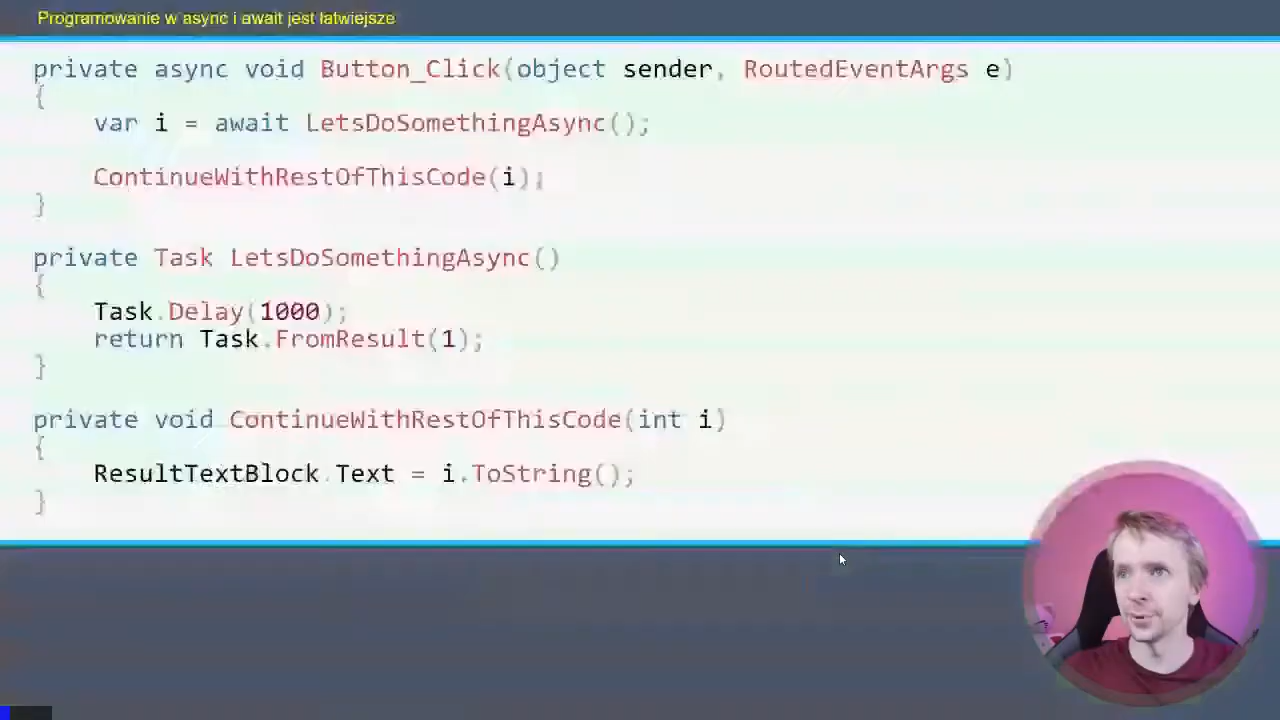 Programowanie w async i await jest łatwiejsze
private async void Button_Click(object sender, RoutedEventArgs e)
{
    var i = await LetsDoSomethingAsync();
    ContinueWithRestOfThisCode(i);
}
private Task LetsDoSomethingAsync()
{
    Task.Delay(1000);
    return Task.FromResult(1);
}
private void ContinueWithRestOfThisCode(int i)
{
    ResultTextBlock.Text = i.ToString();
}